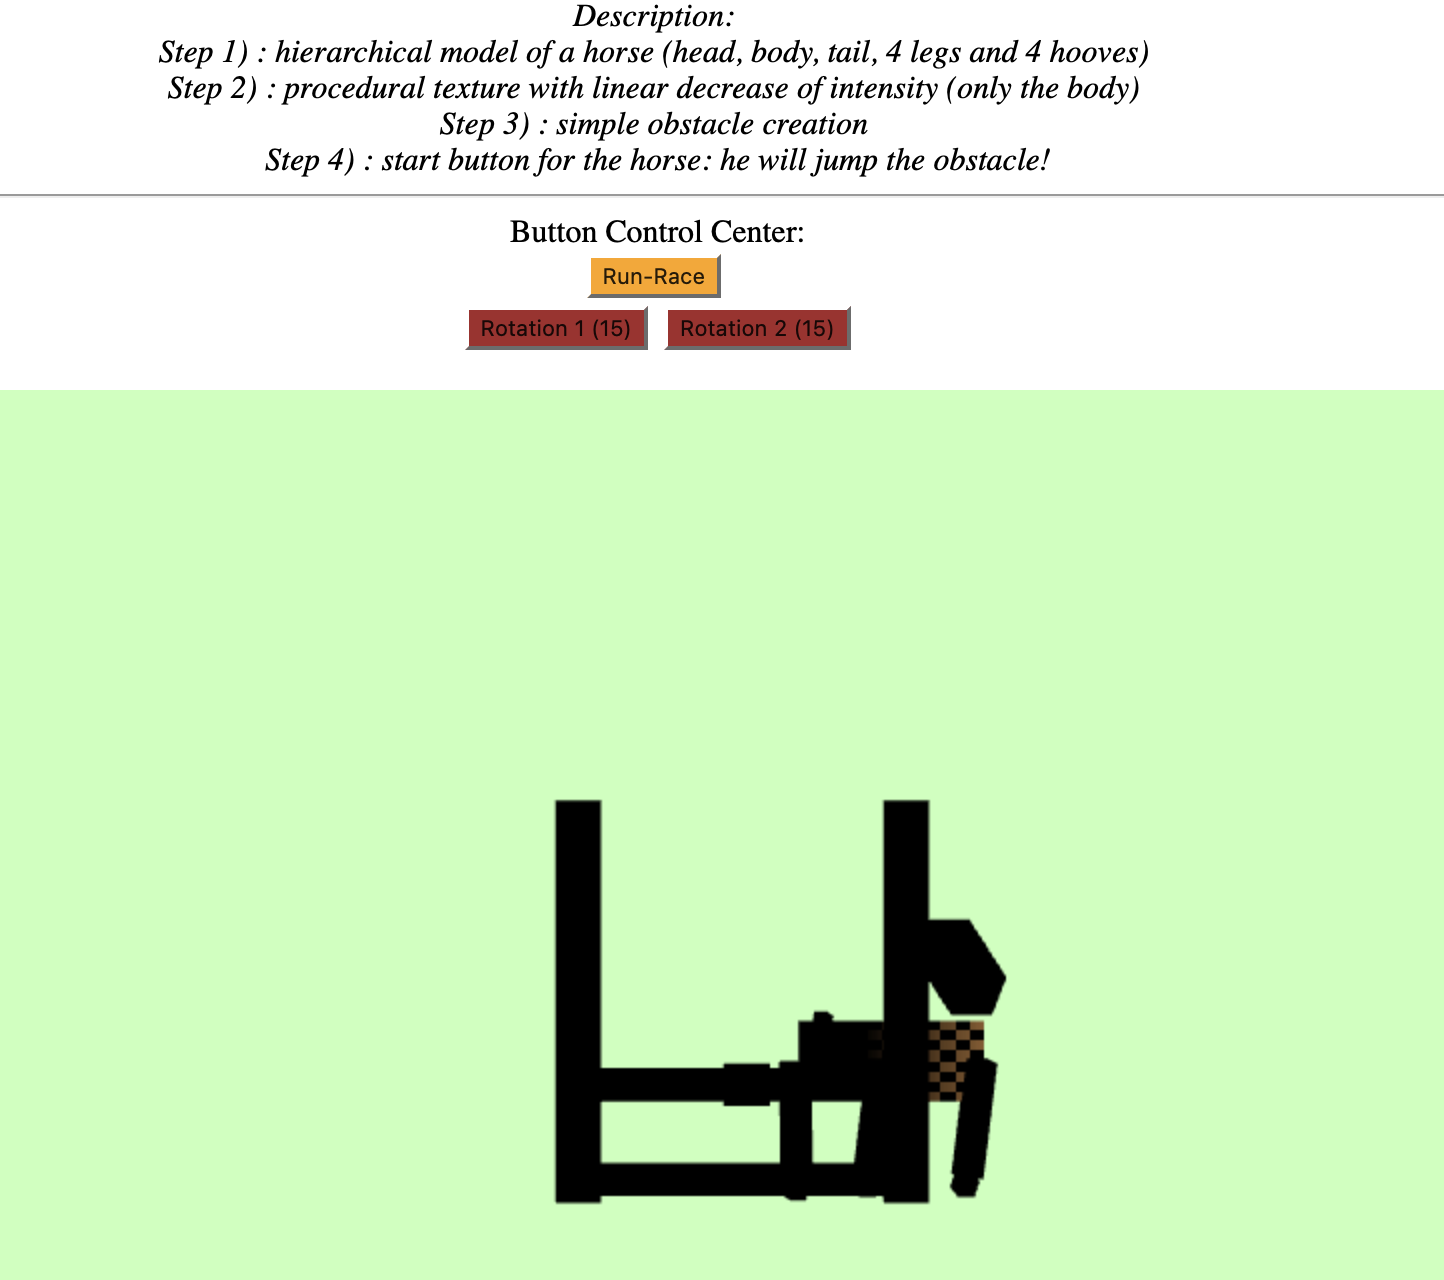 Description:
Step 1) : hierarchical model of a horse (head, body, tail, 4 legs and 4 hooves)
Step 2) : procedural texture with linear decrease of intensity (only the body)
Step 3) : simple obstacle creation
Step 4) : start button for the horse: he will jump the obstacle!
Button Control Center:
Run-Race
Rotation 1 (15) Rotation 2 (15)